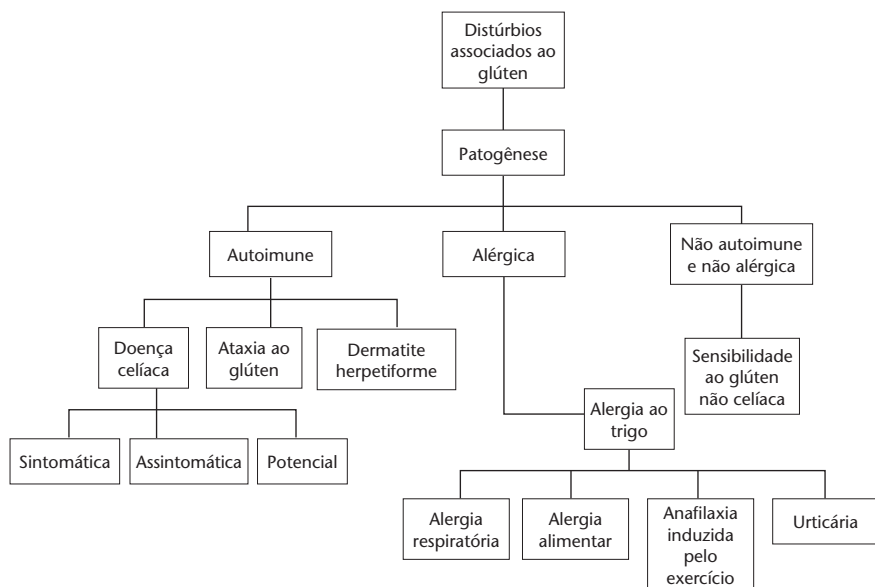 Distúrbios
associados ao
glúten
Patogênese
Autoimune
Alérgica
Não autoimune
e não alérgica
Doença
celíaca
Ataxia ao
glúten
Dermatite
herpetiforme
Sensibilidade
ao glúten
não celíaca
Alergia ao
trigo
Sintomática
Assintomática
Potencial
Alergia
respiratória
Alergia
alimentar
Anafilaxia
induzida
pelo
exercício
Urticária